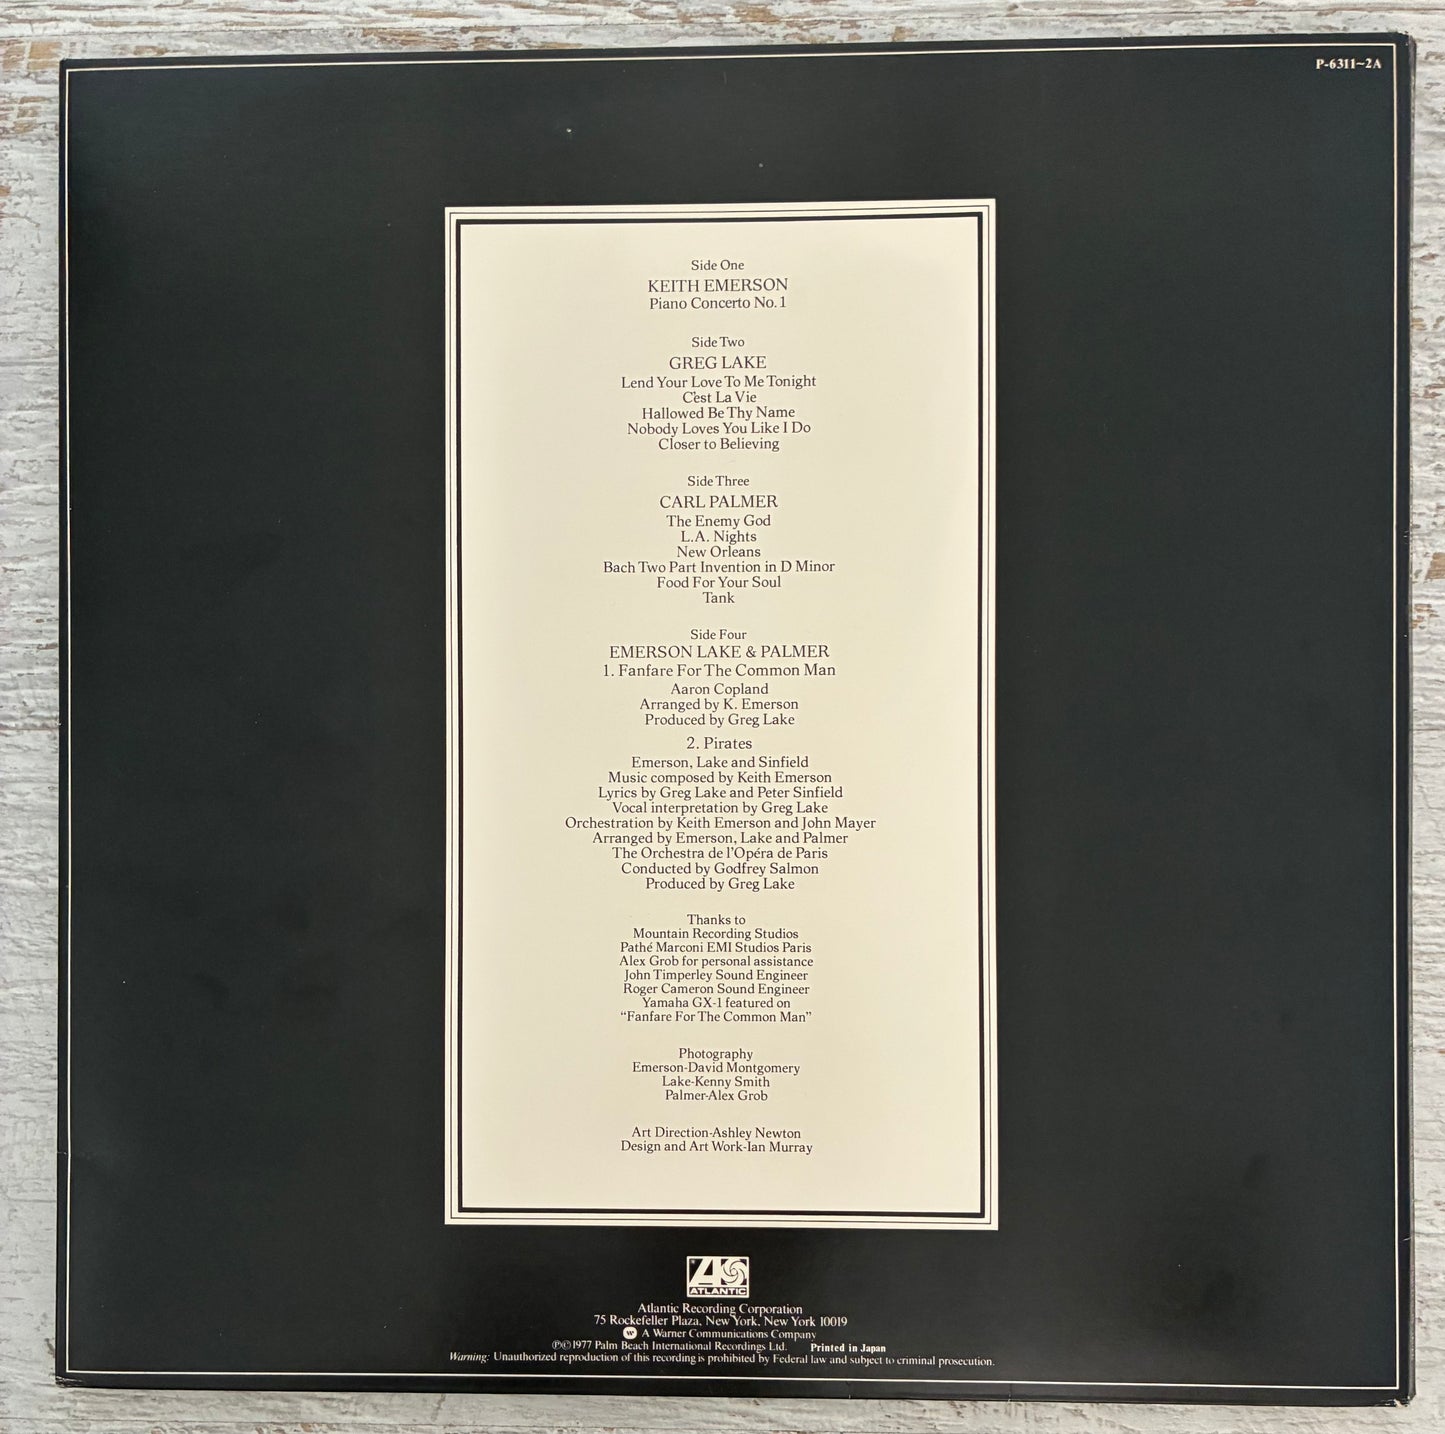 P-6311~2A
Side One
KEITH EMERSON
Piano Concerto No.1
Side Two
GREG LAKE
Lend Your Love To Me Tonight
C'est La Vie
Hallowed Be Thy Name
Nobody Loves You Like I Do
Closer to Believing
Side Three
CARL PALMER
The Enemy God
L.A. Nights
New Orleans
Bach Two Part Invention in D Minor
Food For Your Soul
Tank
Side Four
EMERSON LAKE & PALMER
1. Fanfare For The Common Man
Aaron Copland
Arranged by K. Emerson
Produced by Greg Lake
2. Pirates
Emerson, Lake and Sinfield
Music composed by Keith Emerson
Lyrics by Greg Lake and Peter Sinfield
Vocal interpretation by Greg Lake
Orchestration by Keith Emerson and John Mayer
Arranged by Emerson, Lake and Palmer
The Orchestra de l'Opéra de Paris
Conducted by Godfrey Salmon
Produced by Greg Lake
Thanks to
Mountain Recording Studios
Pathé Marconi EMI Studios Paris
Alex Grob for personal assistance
John Timperley Sound Engineer
Roger Cameron Sound Engineer
Yamaha GX-1 featured on
“Fanfare For The Common Man”
Photography
Emerson-David Montgomery
Lake-Kenny Smith
Palmer-Alex Grob
Art Direction-Ashley Newton
Design and Art Work-Ian Murray
ATLANTIC
Atlantic Recording Corporation
75 Rockefeller Plaza, New York, New York 10019
W A Warner Communications Company
℗©1977 Palm Beach International Recordings Ltd. Printed in Japan
Warning: Unauthorized reproduction of this recording is prohibited by Federal law and subject to criminal prosecution.